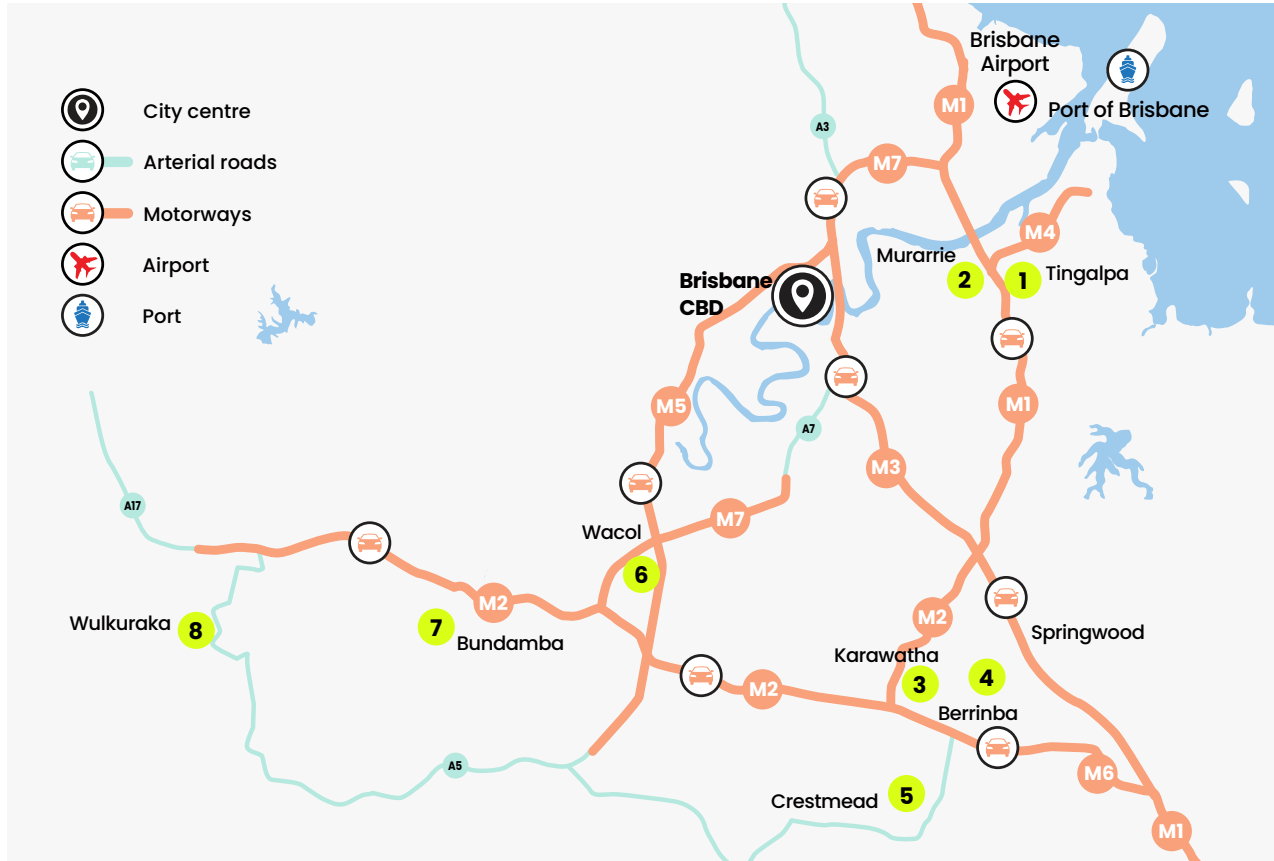 Brisbane
Airport
Port of Brisbane
City centre
Arterial roads
Motorways
Airport
Port
M1
A3
M7
M4
Murarrie
2
1
Tingalpa
Brisbane
CBD
M5
M1
A7
M3
A17
Wacol
M7
6
M2
Wulkuraka
8
7
Bundamba
M2
Springwood
Karawatha
3
4
M2
Berrinba
A5
M6
Crestmead
5
M1